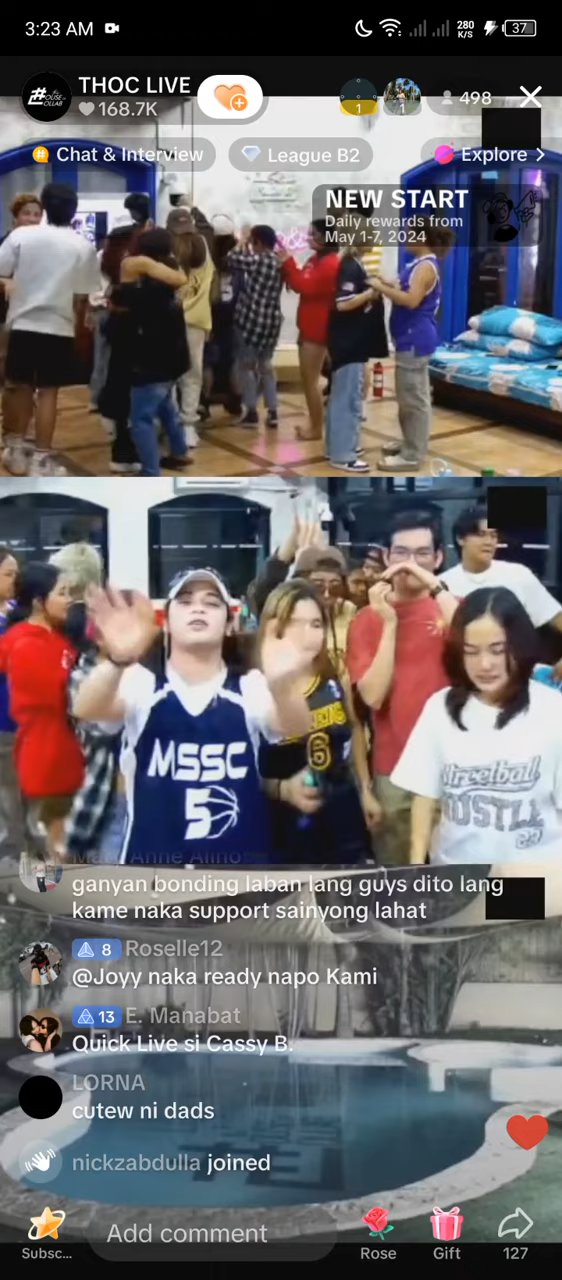 3:23 AM
280
K/S
37
THOC LIVE
168.7K
1
1
498
Chat & Interview
League B2
Explore
NEW START
Daily rewards from
May 1-7, 2024
MSSC
5
6
Streetball
HUSTLE
ganyan bonding laban lang guys dito lang
kame naka support sainyong lahat
8 Roselle12
@Joyy naka ready napo Kami
13 E. Manabat
Quick Live si Cassy B.
LORNA
cutew ni dads
nickzabdulla joined
Add comment
Subsc...
Rose
Gift
127